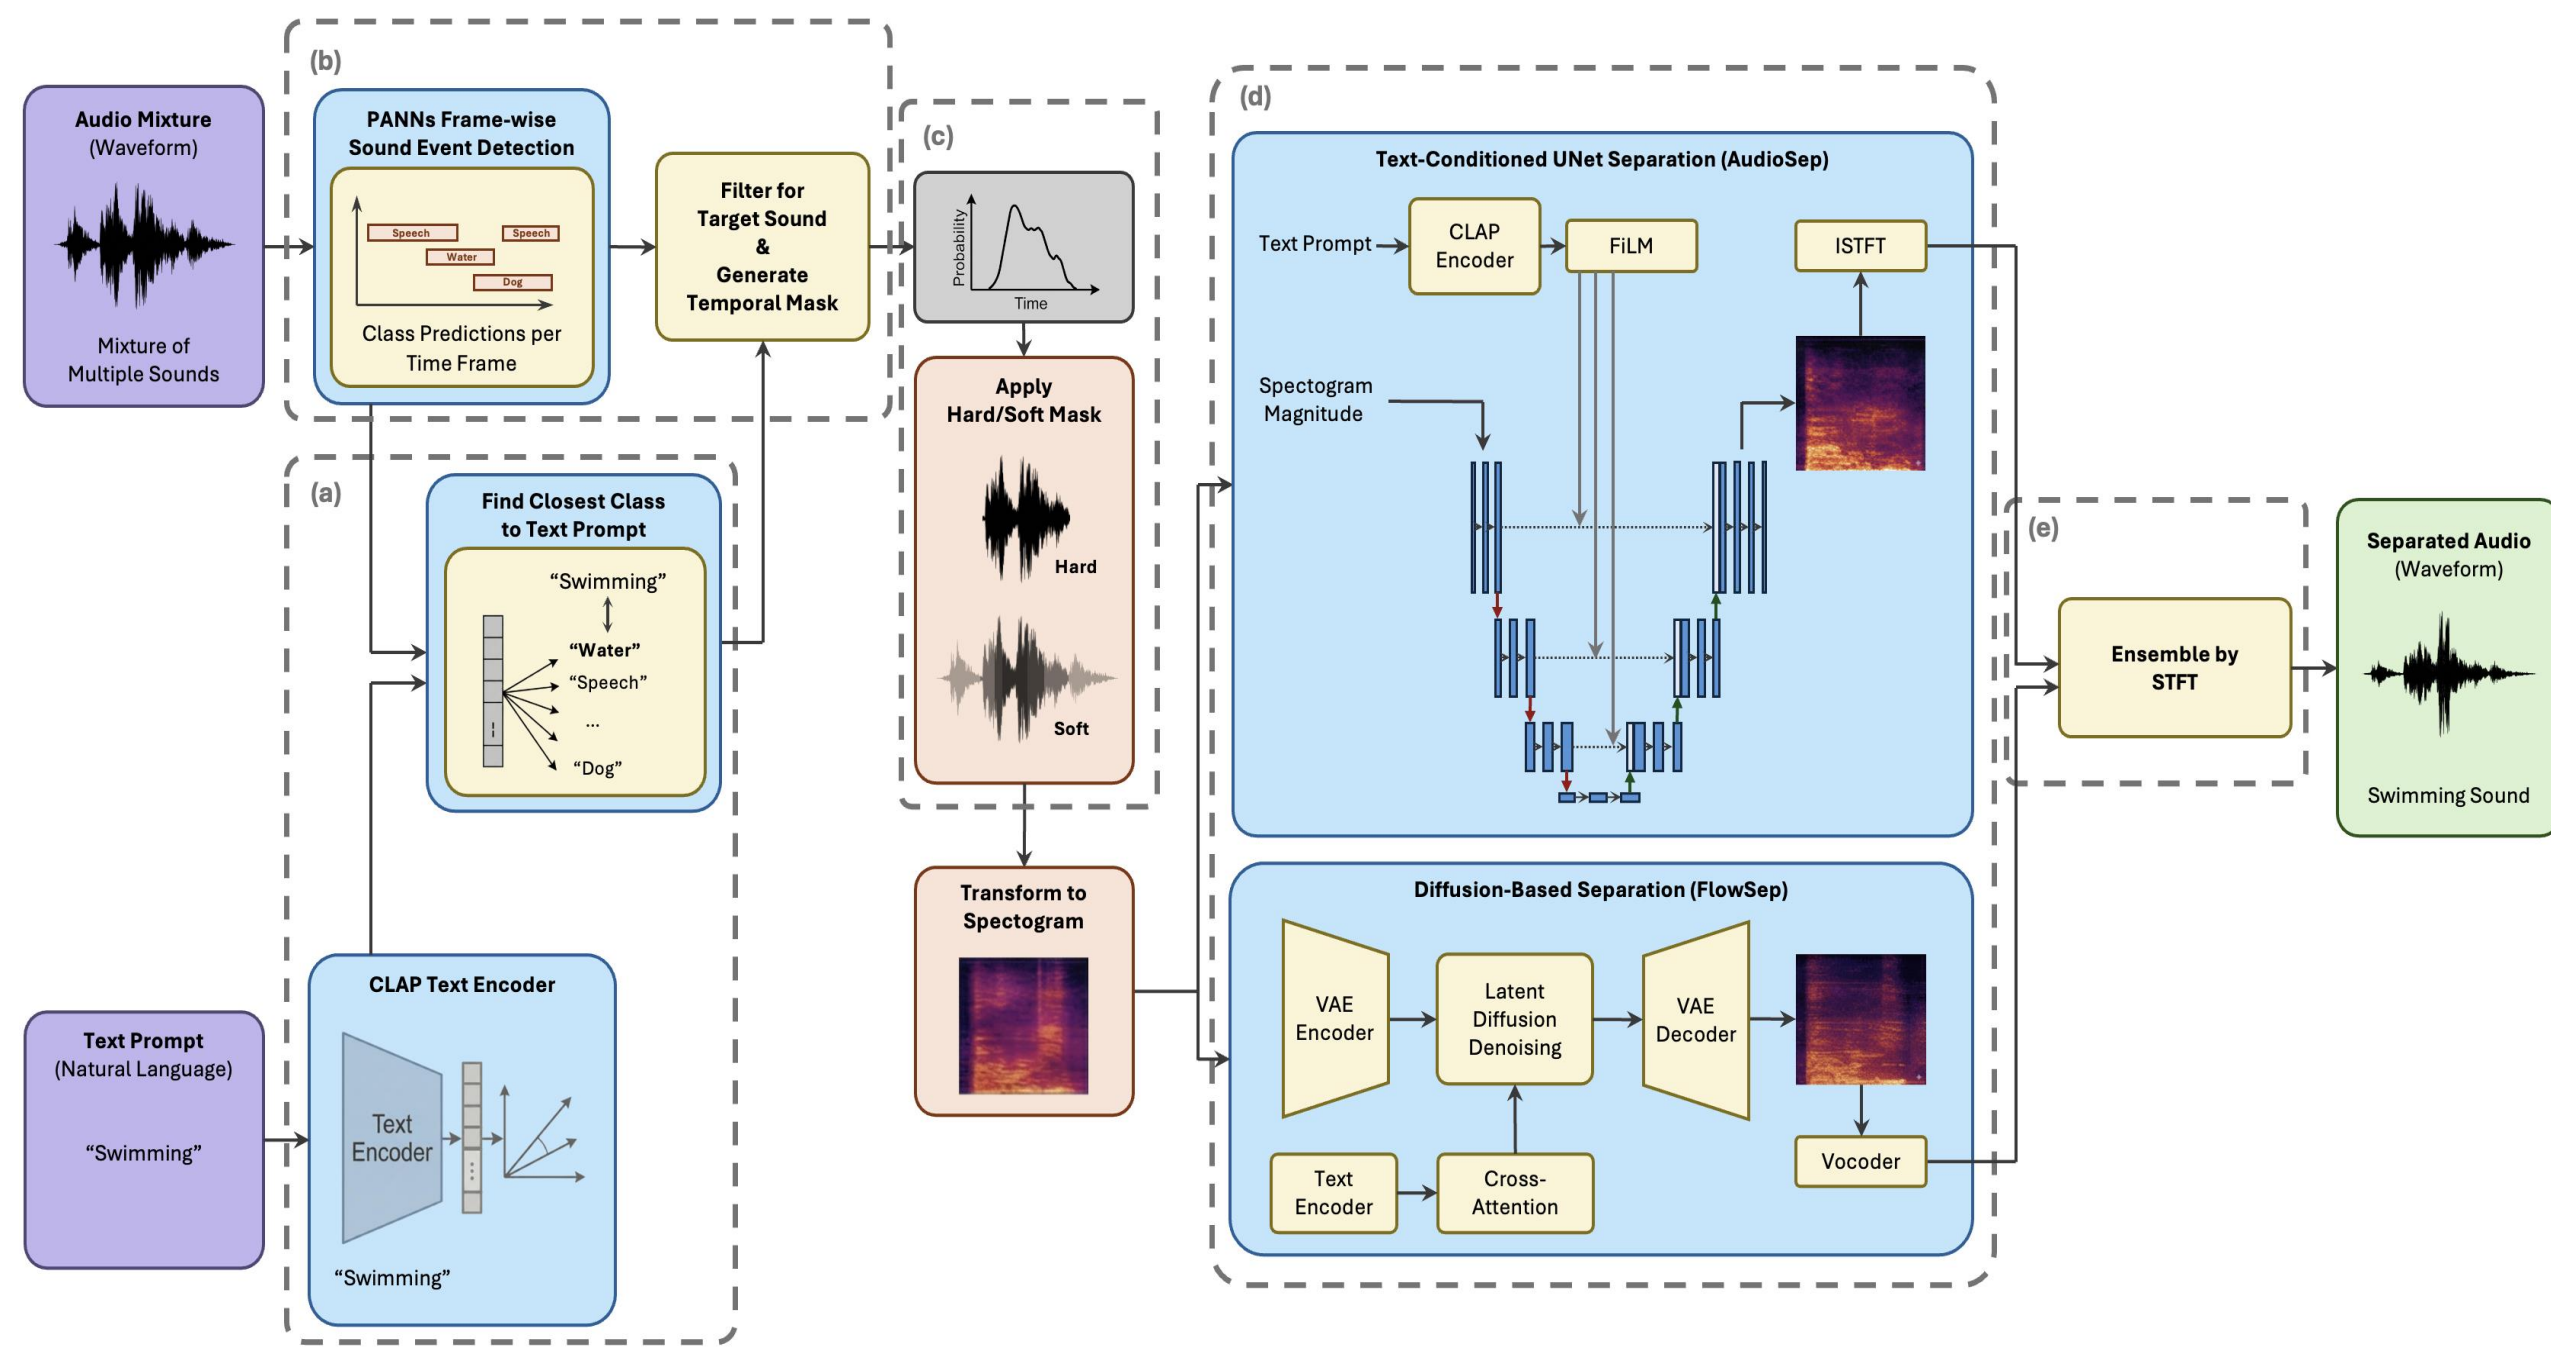 (b)
Audio Mixture
(Waveform)
Mixture of
Multiple Sounds
PANNs Frame-wise
Sound Event Detection
Speech
Speech
Water
Dog
Class Predictions per
Time Frame
Filter for
Target Sound
&
Generate
Temporal Mask
(a)
Find Closest Class
to Text Prompt
“Swimming”
“Water”
“Speech”
...
“Dog”
CLAP Text Encoder
Text
Encoder
“Swimming”
Text Prompt
(Natural Language)
“Swimming”
(c)
Probability
Time
Apply
Hard/Soft Mask
Hard
Soft
Transform to
Spectogram
(d)
Text-Conditioned UNet Separation (AudioSep)
Text Prompt
CLAP
Encoder
FiLM
ISTFT
Spectogram
Magnitude
Diffusion-Based Separation (FlowSep)
VAE
Encoder
Latent
Diffusion
Denoising
VAE
Decoder
Text
Encoder
Cross-
Attention
Vocoder
(e)
Ensemble by
STFT
Separated Audio
(Waveform)
Swimming Sound